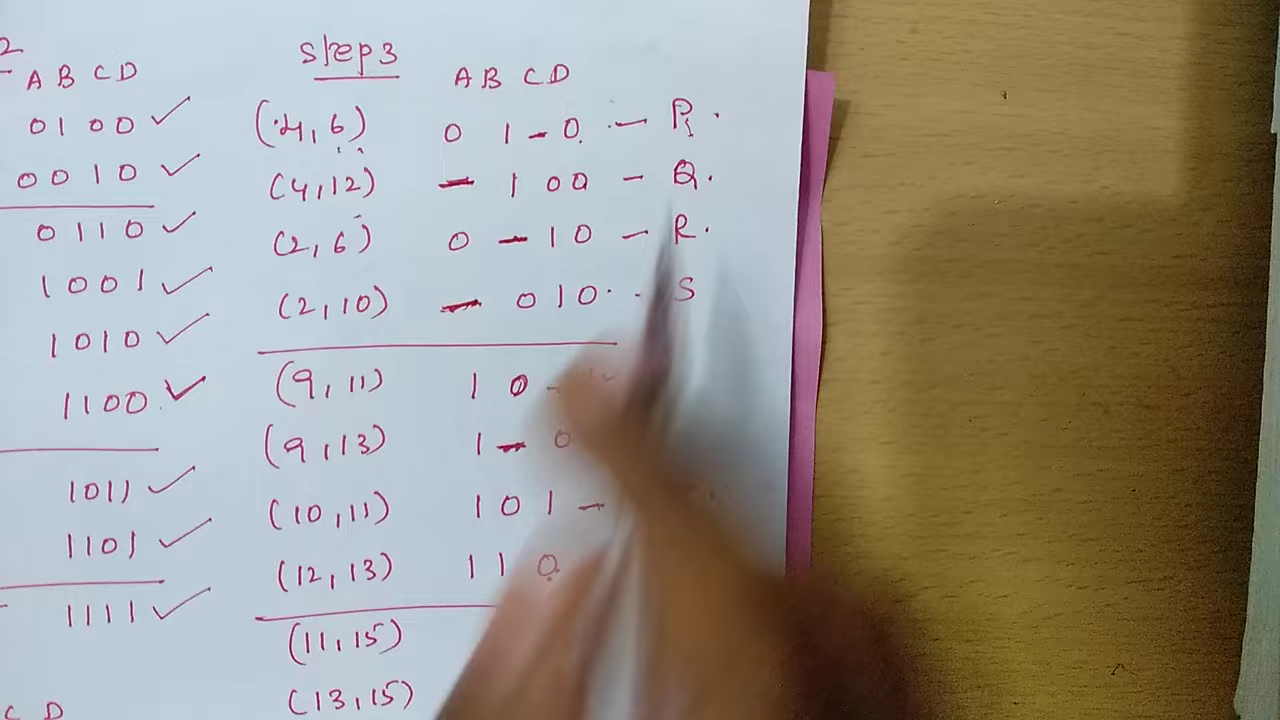 2
A B C D
0 1 0 0 ✓
0 0 1 0 ✓
0 1 1 0 ✓
1 0 0 1 ✓
1 0 1 0 ✓
1 1 0 0 ✓
1 0 1 1 ✓
1 1 0 1 ✓
1 1 1 1 ✓
C D
Step 3
A B C D
(4, 6) 0 1 - 0 - P.
(4, 12) - 1 0 0 - Q.
(2, 6) 0 - 1 0 - R.
(2, 10) - 0 1 0 - S
(9, 11) 1 0 -
(9, 13) 1 - 0
(10, 11) 1 0 1 -
(12, 13) 1 1 0
(11, 15)
(13, 15)